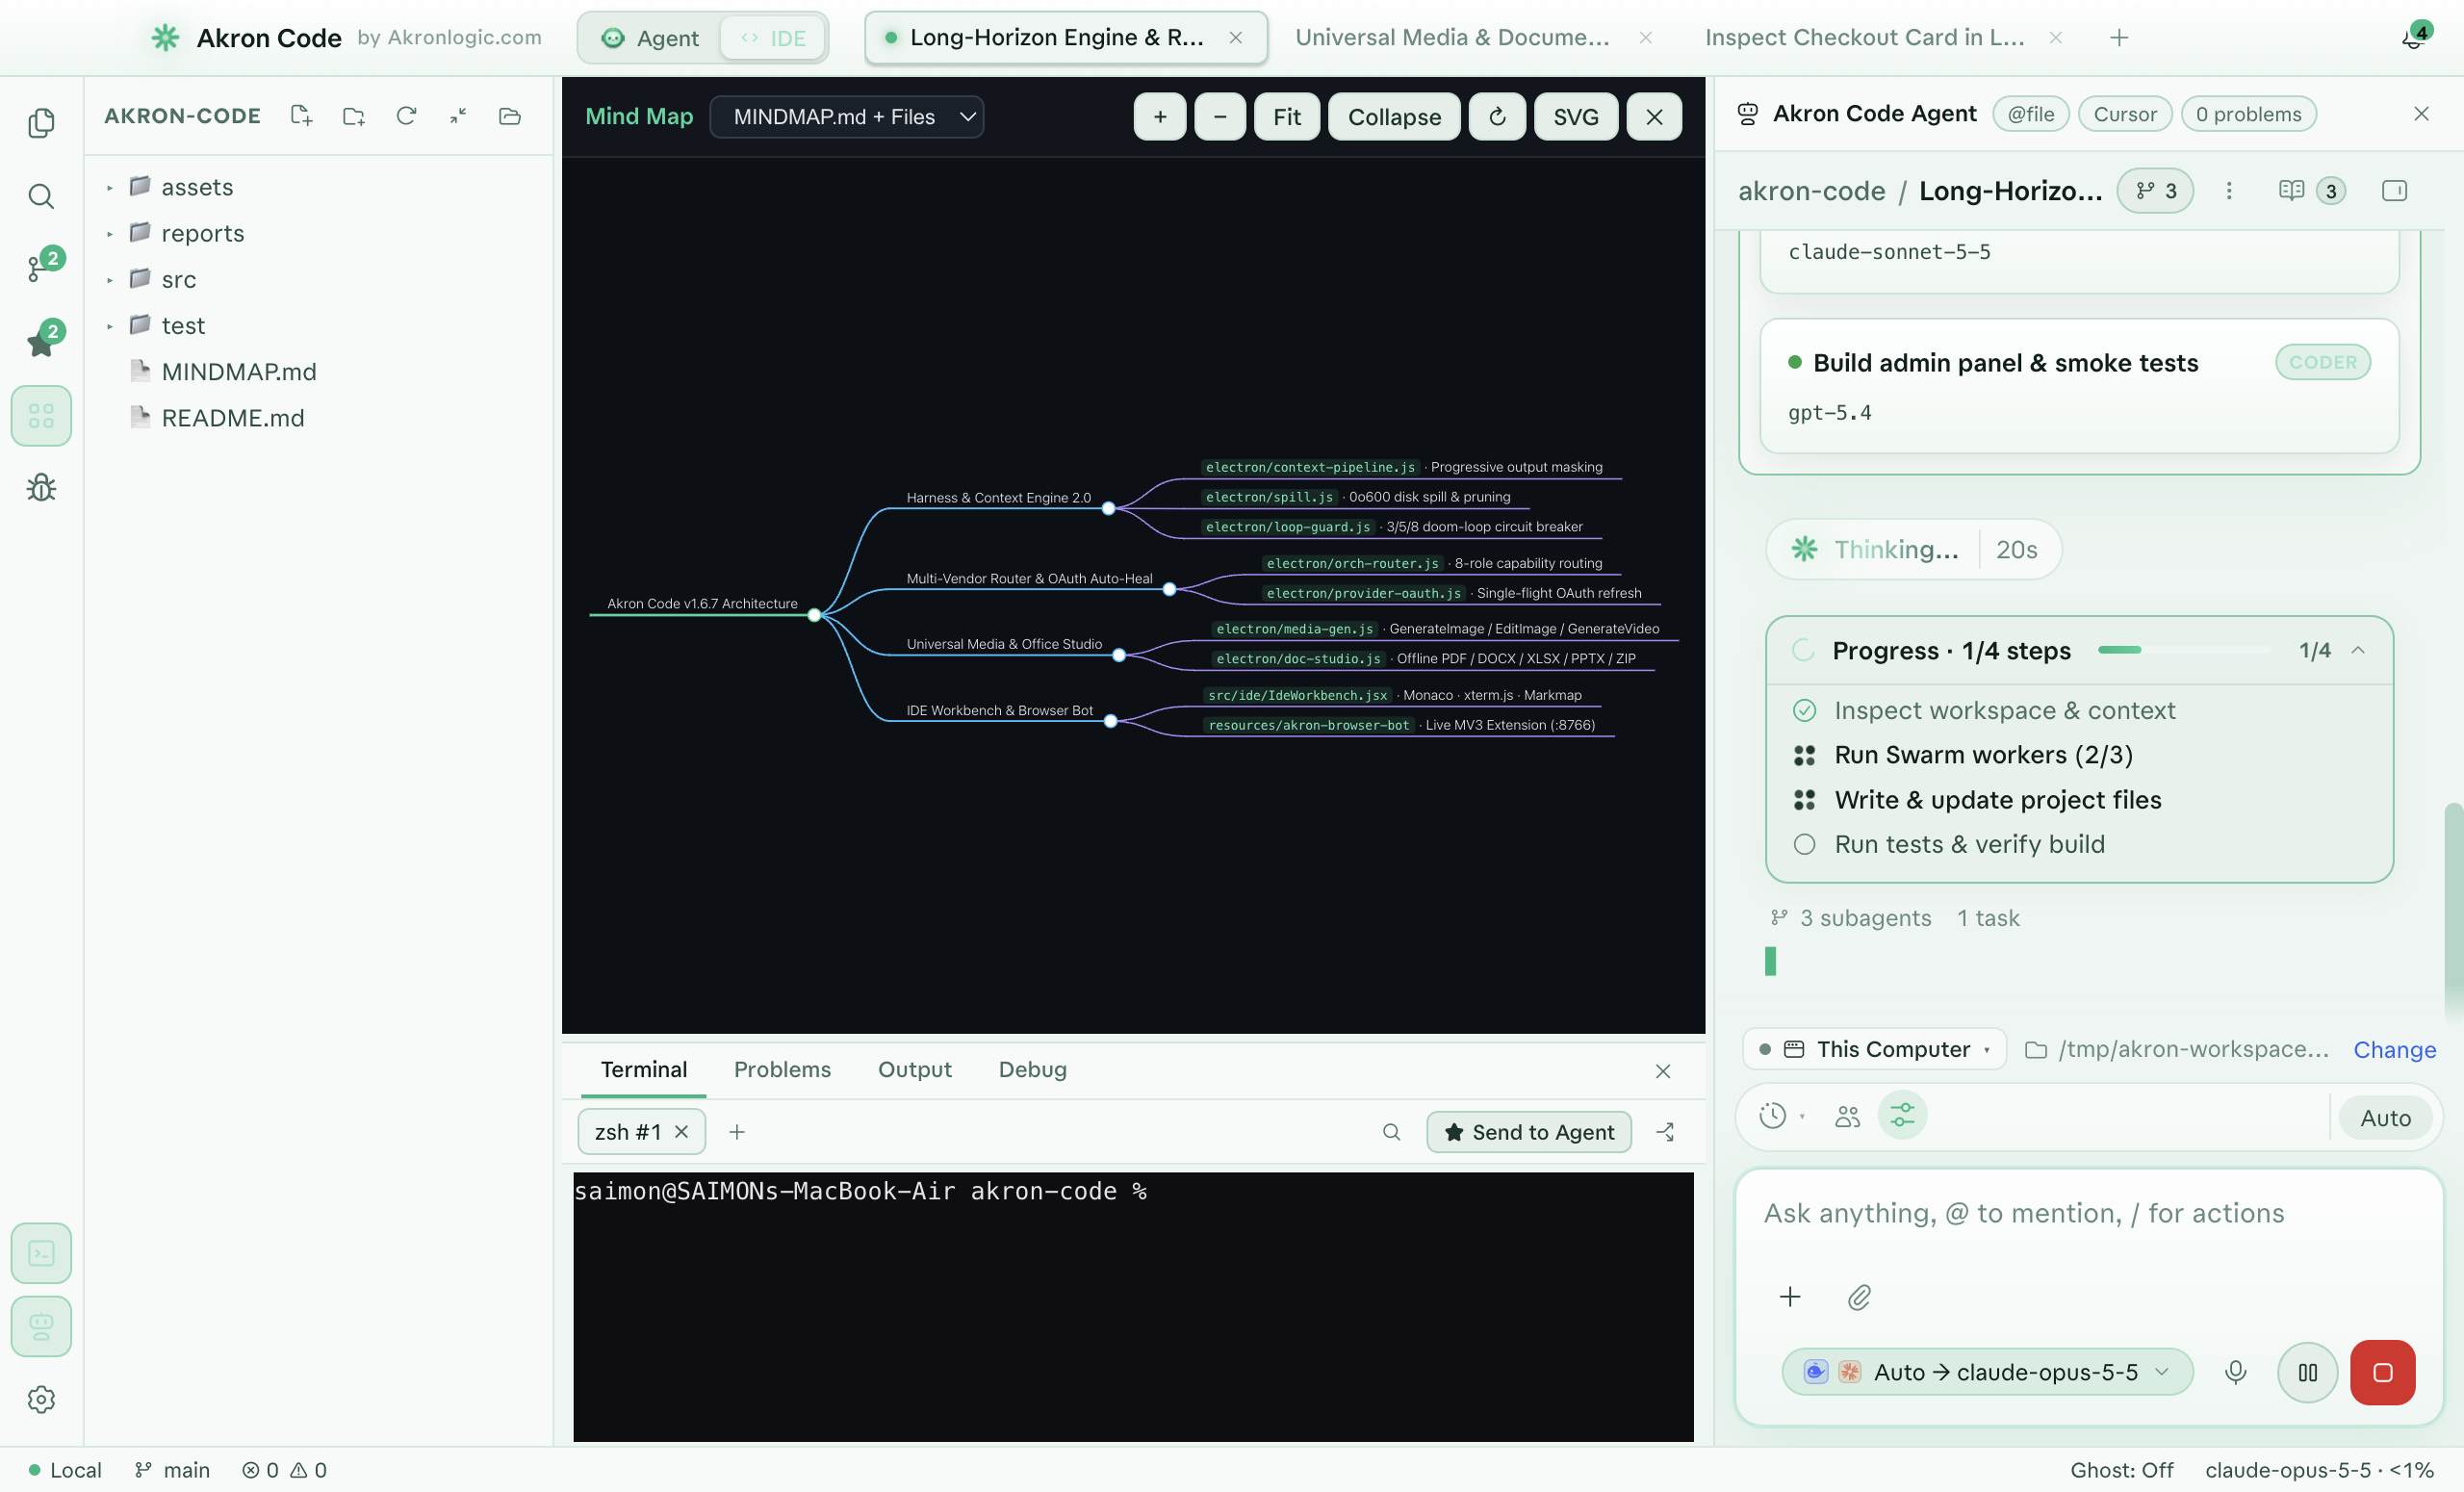 Akron Code by Akronlogic.com
Agent
IDE
Long-Horizon Engine & R...
Universal Media & Docume...
Inspect Checkout Card in L...
4
AKRON-CODE
assets
reports
src
test
MINDMAP.md
README.md
2
2
Mind Map
MINDMAP.md + Files
+
−
Fit
Collapse
SVG
Akron Code v1.6.7 Architecture
Harness & Context Engine 2.0
electron/context-pipeline.js · Progressive output masking
electron/spill.js · 0o600 disk spill & pruning
electron/loop-guard.js · 3/5/8 doom-loop circuit breaker
Multi-Vendor Router & OAuth Auto-Heal
electron/orch-router.js · 8-role capability routing
electron/provider-oauth.js · Single-flight OAuth refresh
Universal Media & Office Studio
electron/media-gen.js · GenerateImage / EditImage / GenerateVideo
electron/doc-studio.js · Offline PDF / DOCX / XLSX / PPTX / ZIP
IDE Workbench & Browser Bot
src/ide/IdeWorkbench.jsx · Monaco · xterm.js · Markmap
resources/akron-browser-bot · Live MV3 Extension (:8766)
Terminal
Problems
Output
Debug
zsh #1
Send to Agent
saimon@SAIMONs-MacBook-Air akron-code %
Akron Code Agent
@file
Cursor
0 problems
akron-code / Long-Horizo...
3
3
claude-sonnet-5-5
Build admin panel & smoke tests
CODER
gpt-5.4
Thinking... 20s
Progress · 1/4 steps
1/4
Inspect workspace & context
Run Swarm workers (2/3)
Write & update project files
Run tests & verify build
3 subagents 1 task
This Computer
/tmp/akron-workspace...
Change
Auto
Ask anything, @ to mention, / for actions
Auto → claude-opus-5-5
Local
main
0
0
Ghost: Off
claude-opus-5-5 · <1%